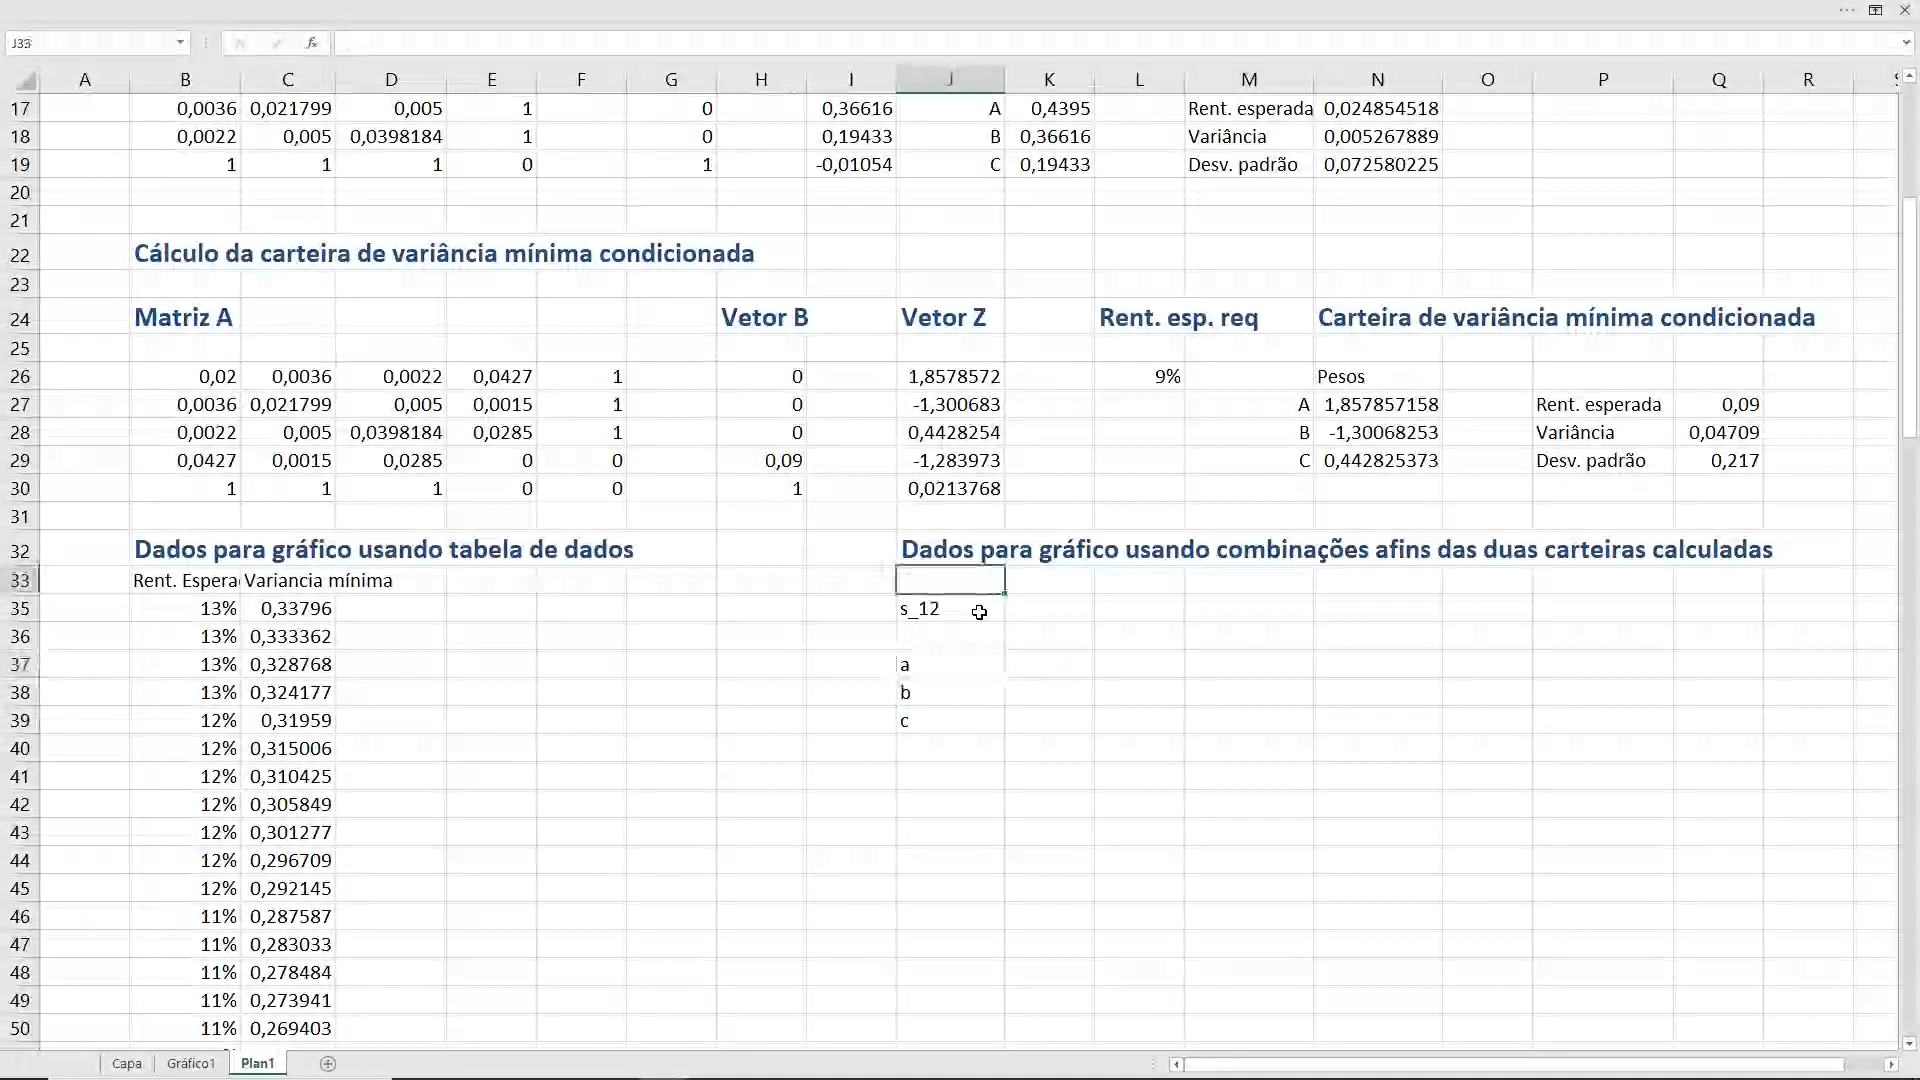 J33
fx
A B C D E F G H I J K L M N O P Q R
17 0,0036 0,021799 0,005 1 0 0,36616 A 0,4395 Rent. esperada 0,024854518
18 0,0022 0,005 0,0398184 1 0 0,19433 B 0,36616 Variância 0,005267889
19 1 1 1 0 1 -0,01054 C 0,19433 Desv. padrão 0,072580225
20
21
22 Cálculo da carteira de variância mínima condicionada
23
24 Matriz A Vetor B Vetor Z Rent. esp. req Carteira de variância mínima condicionada
25
26 0,02 0,0036 0,0022 0,0427 1 0 1,8578572 9% Pesos
27 0,0036 0,021799 0,005 0,0015 1 0 -1,300683 A 1,857857158 Rent. esperada 0,09
28 0,0022 0,005 0,0398184 0,0285 1 0 0,4428254 B -1,30068253 Variância 0,04709
29 0,0427 0,0015 0,0285 0 0 0,09 -1,283973 C 0,442825373 Desv. padrão 0,217
30 1 1 1 0 0 1 0,0213768
31
32 Dados para gráfico usando tabela de dados Dados para gráfico usando combinações afins das duas carteiras calculadas
33 Rent. Espera Variancia mínima
35 13% 0,33796 s_12
36 13% 0,333362
37 13% 0,328768 a
38 13% 0,324177 b
39 12% 0,31959 c
40 12% 0,315006
41 12% 0,310425
42 12% 0,305849
43 12% 0,301277
44 12% 0,296709
45 12% 0,292145
46 11% 0,287587
47 11% 0,283033
48 11% 0,278484
49 11% 0,273941
50 11% 0,269403
Capa Gráfico1 Plan1